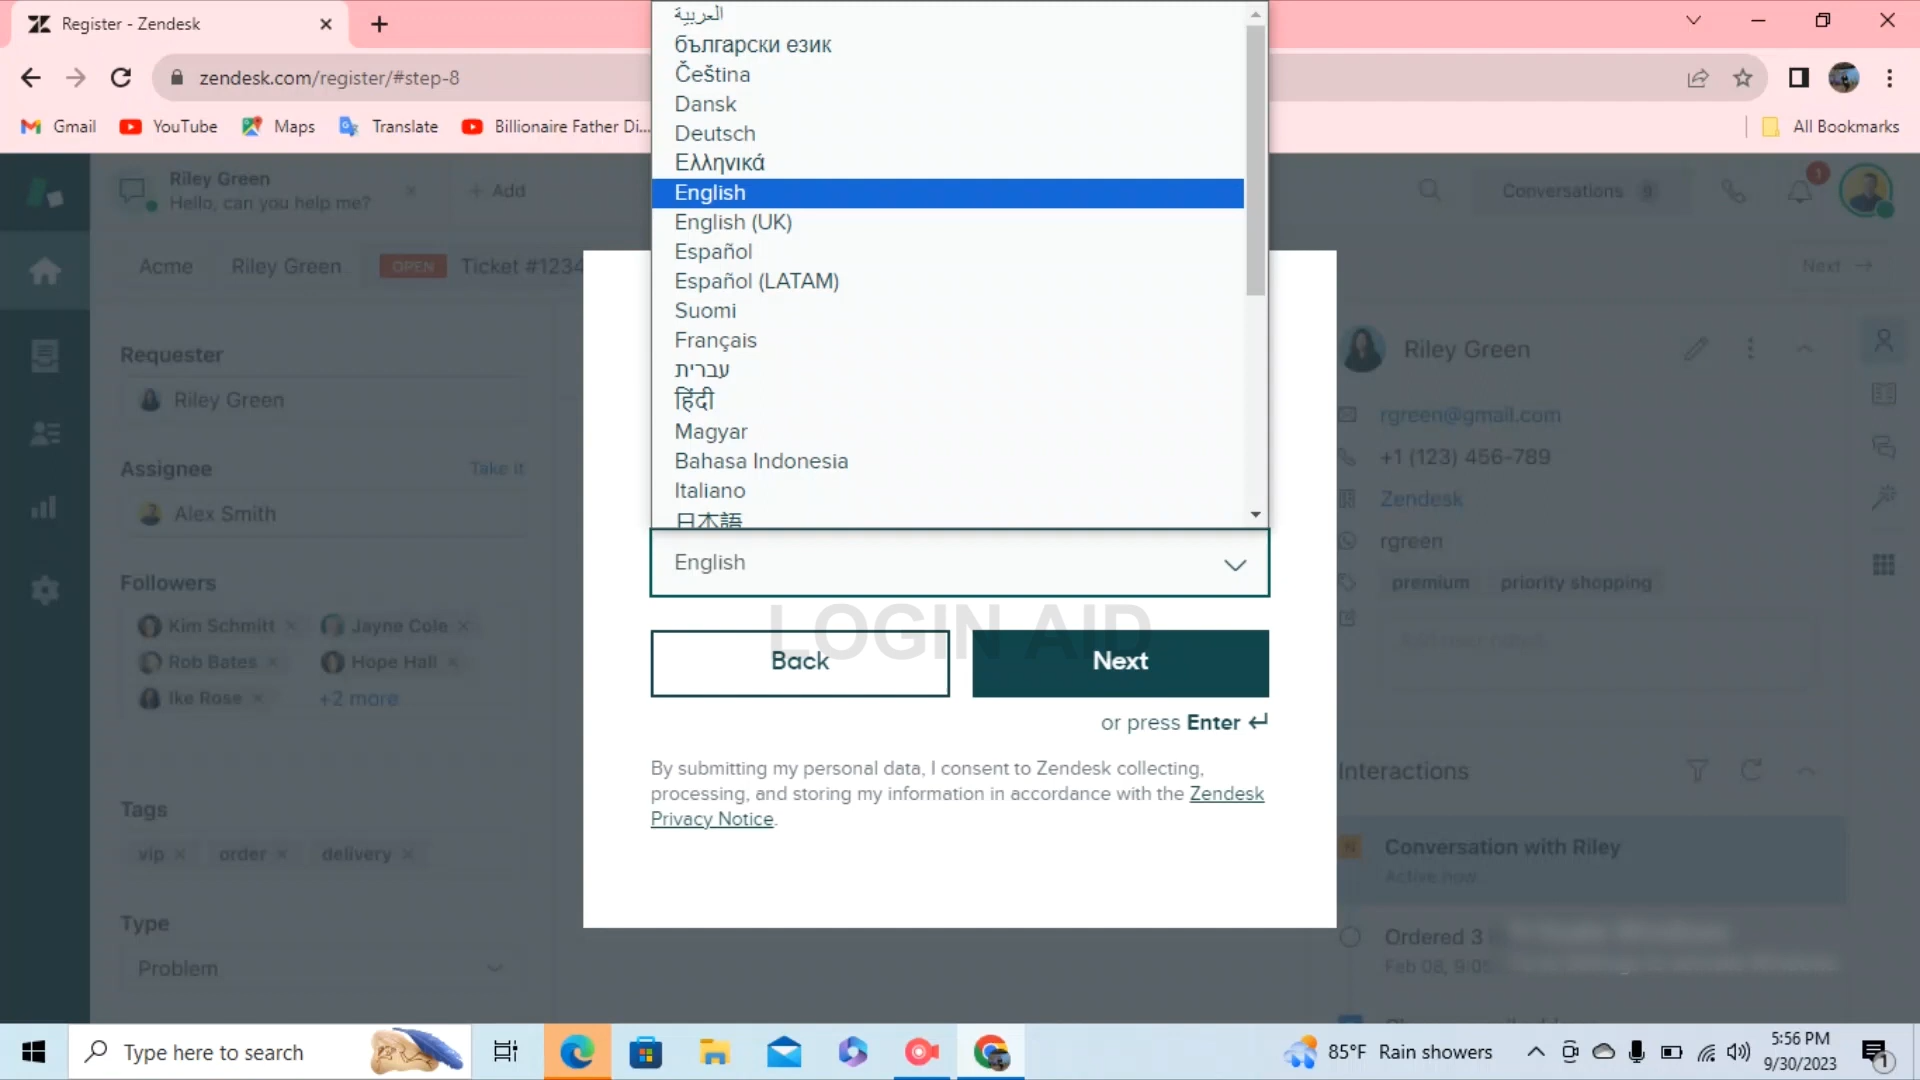 Register - Zendesk
zendesk.com/register/#step-8
Gmail YouTube Maps Translate Billionaire Father Di... All Bookmarks
العربية
български език
Čeština
Dansk
Deutsch
Ελληνικά
English
English (UK)
Español
Español (LATAM)
Suomi
Français
עברית
हिंदी
Magyar
Bahasa Indonesia
Italiano
日本語
English
LOGIN AID
Back Next
or press Enter
By submitting my personal data, I consent to Zendesk collecting,
processing, and storing my information in accordance with the Zendesk
Privacy Notice.
Riley Green
Hello, can you help me?
+ Add
Conversations 9
1
Acme Riley Green OPEN Ticket #1234
Next →
Requester
Riley Green
Assignee Take it
Alex Smith
Followers
Kim Schmitt Jayne Cole
Rob Bates Hope Hall
Ike Rose +2 more
Tags
vip order delivery
Type
Problem
Riley Green
rgreen@gmail.com
+1 (123) 456-789
Zendesk
rgreen
premium priority shopping
Interactions
Conversation with Riley
Active now
Ordered 3
Feb 08, 9:05
Type here to search
85°F Rain showers
5:56 PM
9/30/2023
1